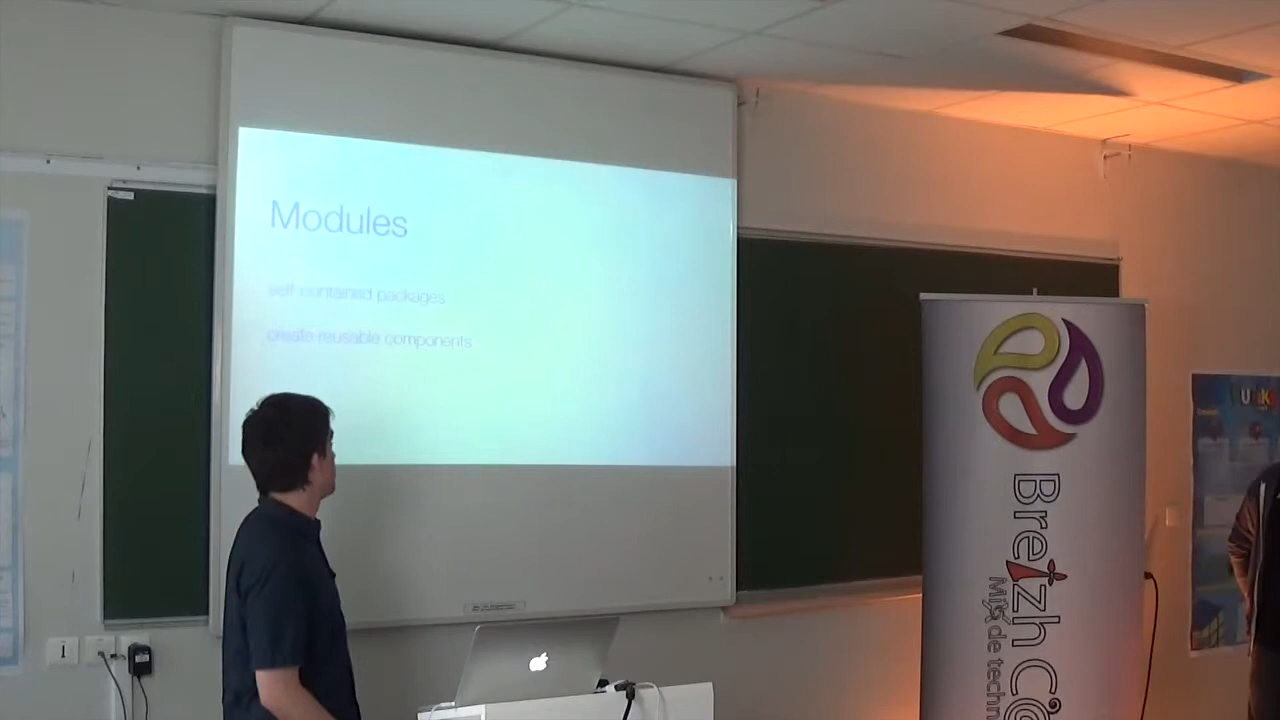 Modules
self contained packages
create reusable components
Breizh C
Mix de techn